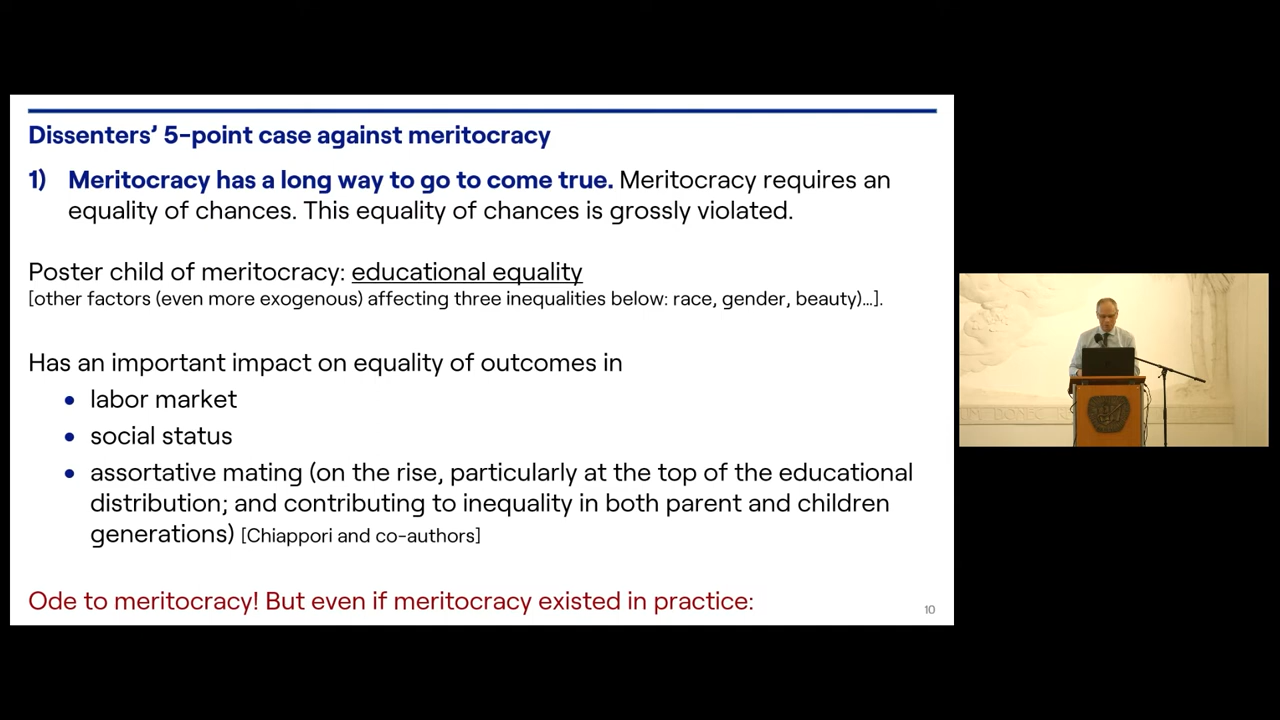 Dissenters' 5-point case against meritocracy
1) Meritocracy has a long way to go to come true. Meritocracy requires an
equality of chances. This equality of chances is grossly violated.
Poster child of meritocracy: educational equality
[other factors (even more exogenous) affecting three inequalities below: race, gender, beauty)…].
Has an important impact on equality of outcomes in
• labor market
• social status
• assortative mating (on the rise, particularly at the top of the educational
distribution; and contributing to inequality in both parent and children
generations) [Chiappori and co-authors]
Ode to meritocracy! But even if meritocracy existed in practice:
10